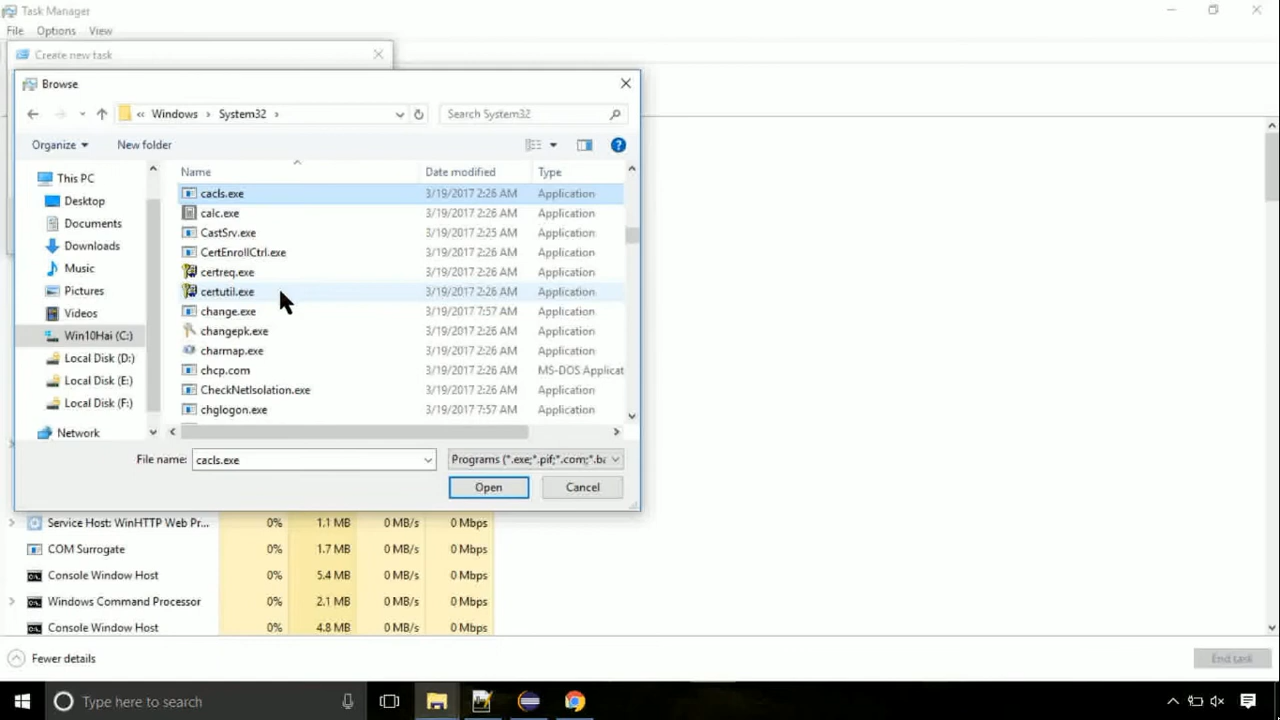 Task Manager
File Options View
Create new task
Browse
« Windows › System32 ›
Search System32
Organize New folder
This PC
Desktop
Documents
Downloads
Music
Pictures
Videos
Win10Hai (C:)
Local Disk (D:)
Local Disk (E:)
Local Disk (F:)
Network
Name Date modified Type
cacls.exe 3/19/2017 2:26 AM Application
calc.exe 3/19/2017 2:26 AM Application
CastSrv.exe 3/19/2017 2:25 AM Application
CertEnrollCtrl.exe 3/19/2017 2:26 AM Application
certreq.exe 3/19/2017 2:26 AM Application
certutil.exe 3/19/2017 2:26 AM Application
change.exe 3/19/2017 7:57 AM Application
changepk.exe 3/19/2017 2:26 AM Application
charmap.exe 3/19/2017 2:26 AM Application
chcp.com 3/19/2017 2:26 AM MS-DOS Applicat
CheckNetIsolation.exe 3/19/2017 2:26 AM Application
chglogon.exe 3/19/2017 7:57 AM Application
File name: cacls.exe Programs (*.exe;*.pif;*.com;*.ba
Open Cancel
Service Host: WinHTTP Web Pr... 0% 1.1 MB 0 MB/s 0 Mbps
COM Surrogate 0% 1.7 MB 0 MB/s 0 Mbps
Console Window Host 0% 5.4 MB 0 MB/s 0 Mbps
Windows Command Processor 0% 2.1 MB 0 MB/s 0 Mbps
Console Window Host 0% 4.8 MB 0 MB/s 0 Mbps
Fewer details End task
Type here to search